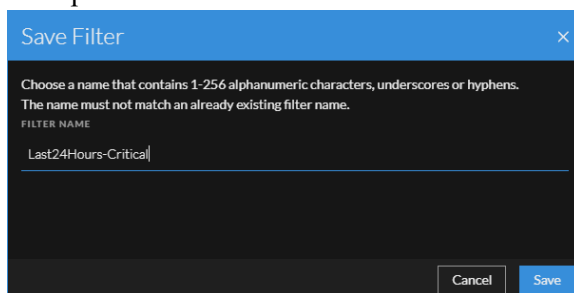 Save Filter
Choose a name that contains 1-256 alphanumeric characters, underscores or hyphens.
The name must not match an already existing filter name.
FILTER NAME
Last24Hours-Critical
Cancel Save